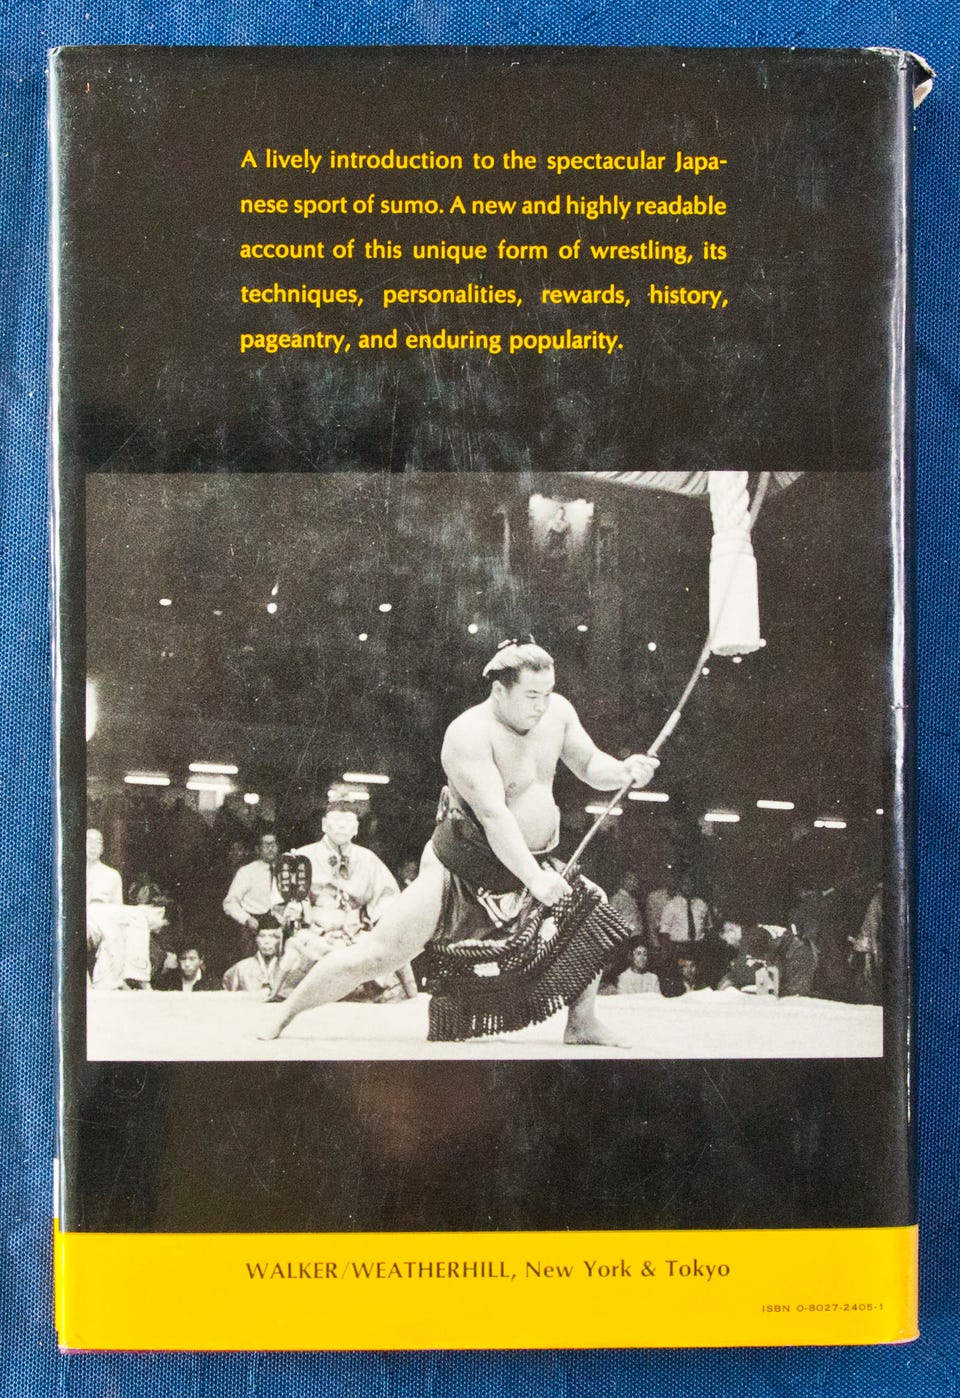 A lively introduction to the spectacular Japa-
nese sport of sumo. A new and highly readable
account of this unique form of wrestling, its
techniques, personalities, rewards, history,
pageantry, and enduring popularity.
WALKER/WEATHERHILL, New York & Tokyo
ISBN 0-8027-2405-1